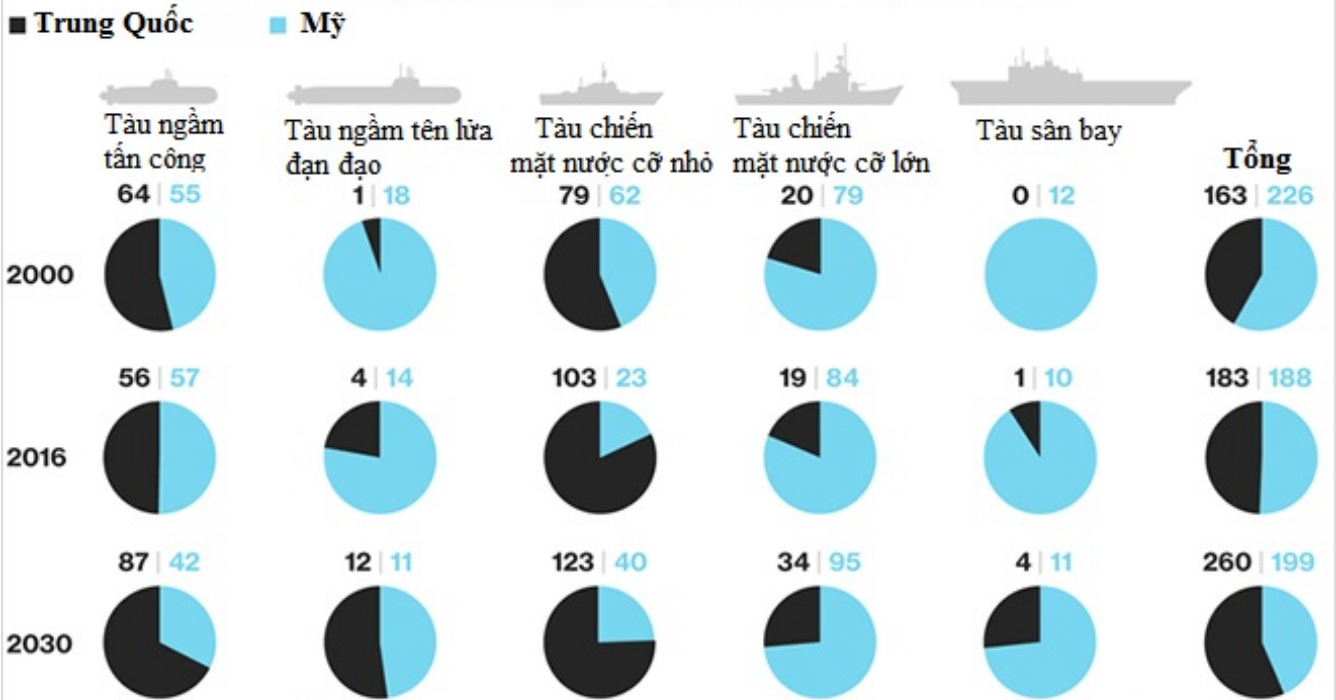 Trung Quốc Mỹ
Tàu ngầm
tấn công
Tàu ngầm tên lửa
đạn đạo
Tàu chiến
mặt nước cỡ nhỏ
Tàu chiến
mặt nước cỡ lớn
Tàu sân bay
Tổng
64 | 55 1 | 18 79 | 62 20 | 79 0 | 12 163 | 226
2000
56 | 57 4 | 14 103 | 23 19 | 84 1 | 10 183 | 188
2016
87 | 42 12 | 11 123 | 40 34 | 95 4 | 11 260 | 199
2030